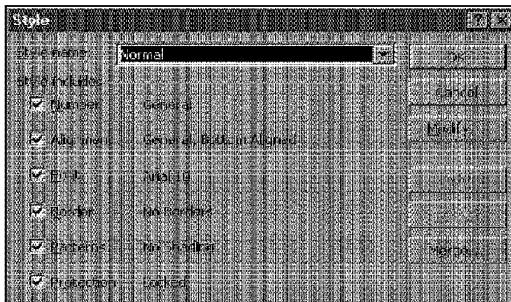 Style
Style name: Normal
OK
Style includes
Cancel
Number General
Modify...
Alignment General, Bottom Aligned
Font Arial 10
Border No Borders
Patterns No Shading
Merge...
Protection Locked